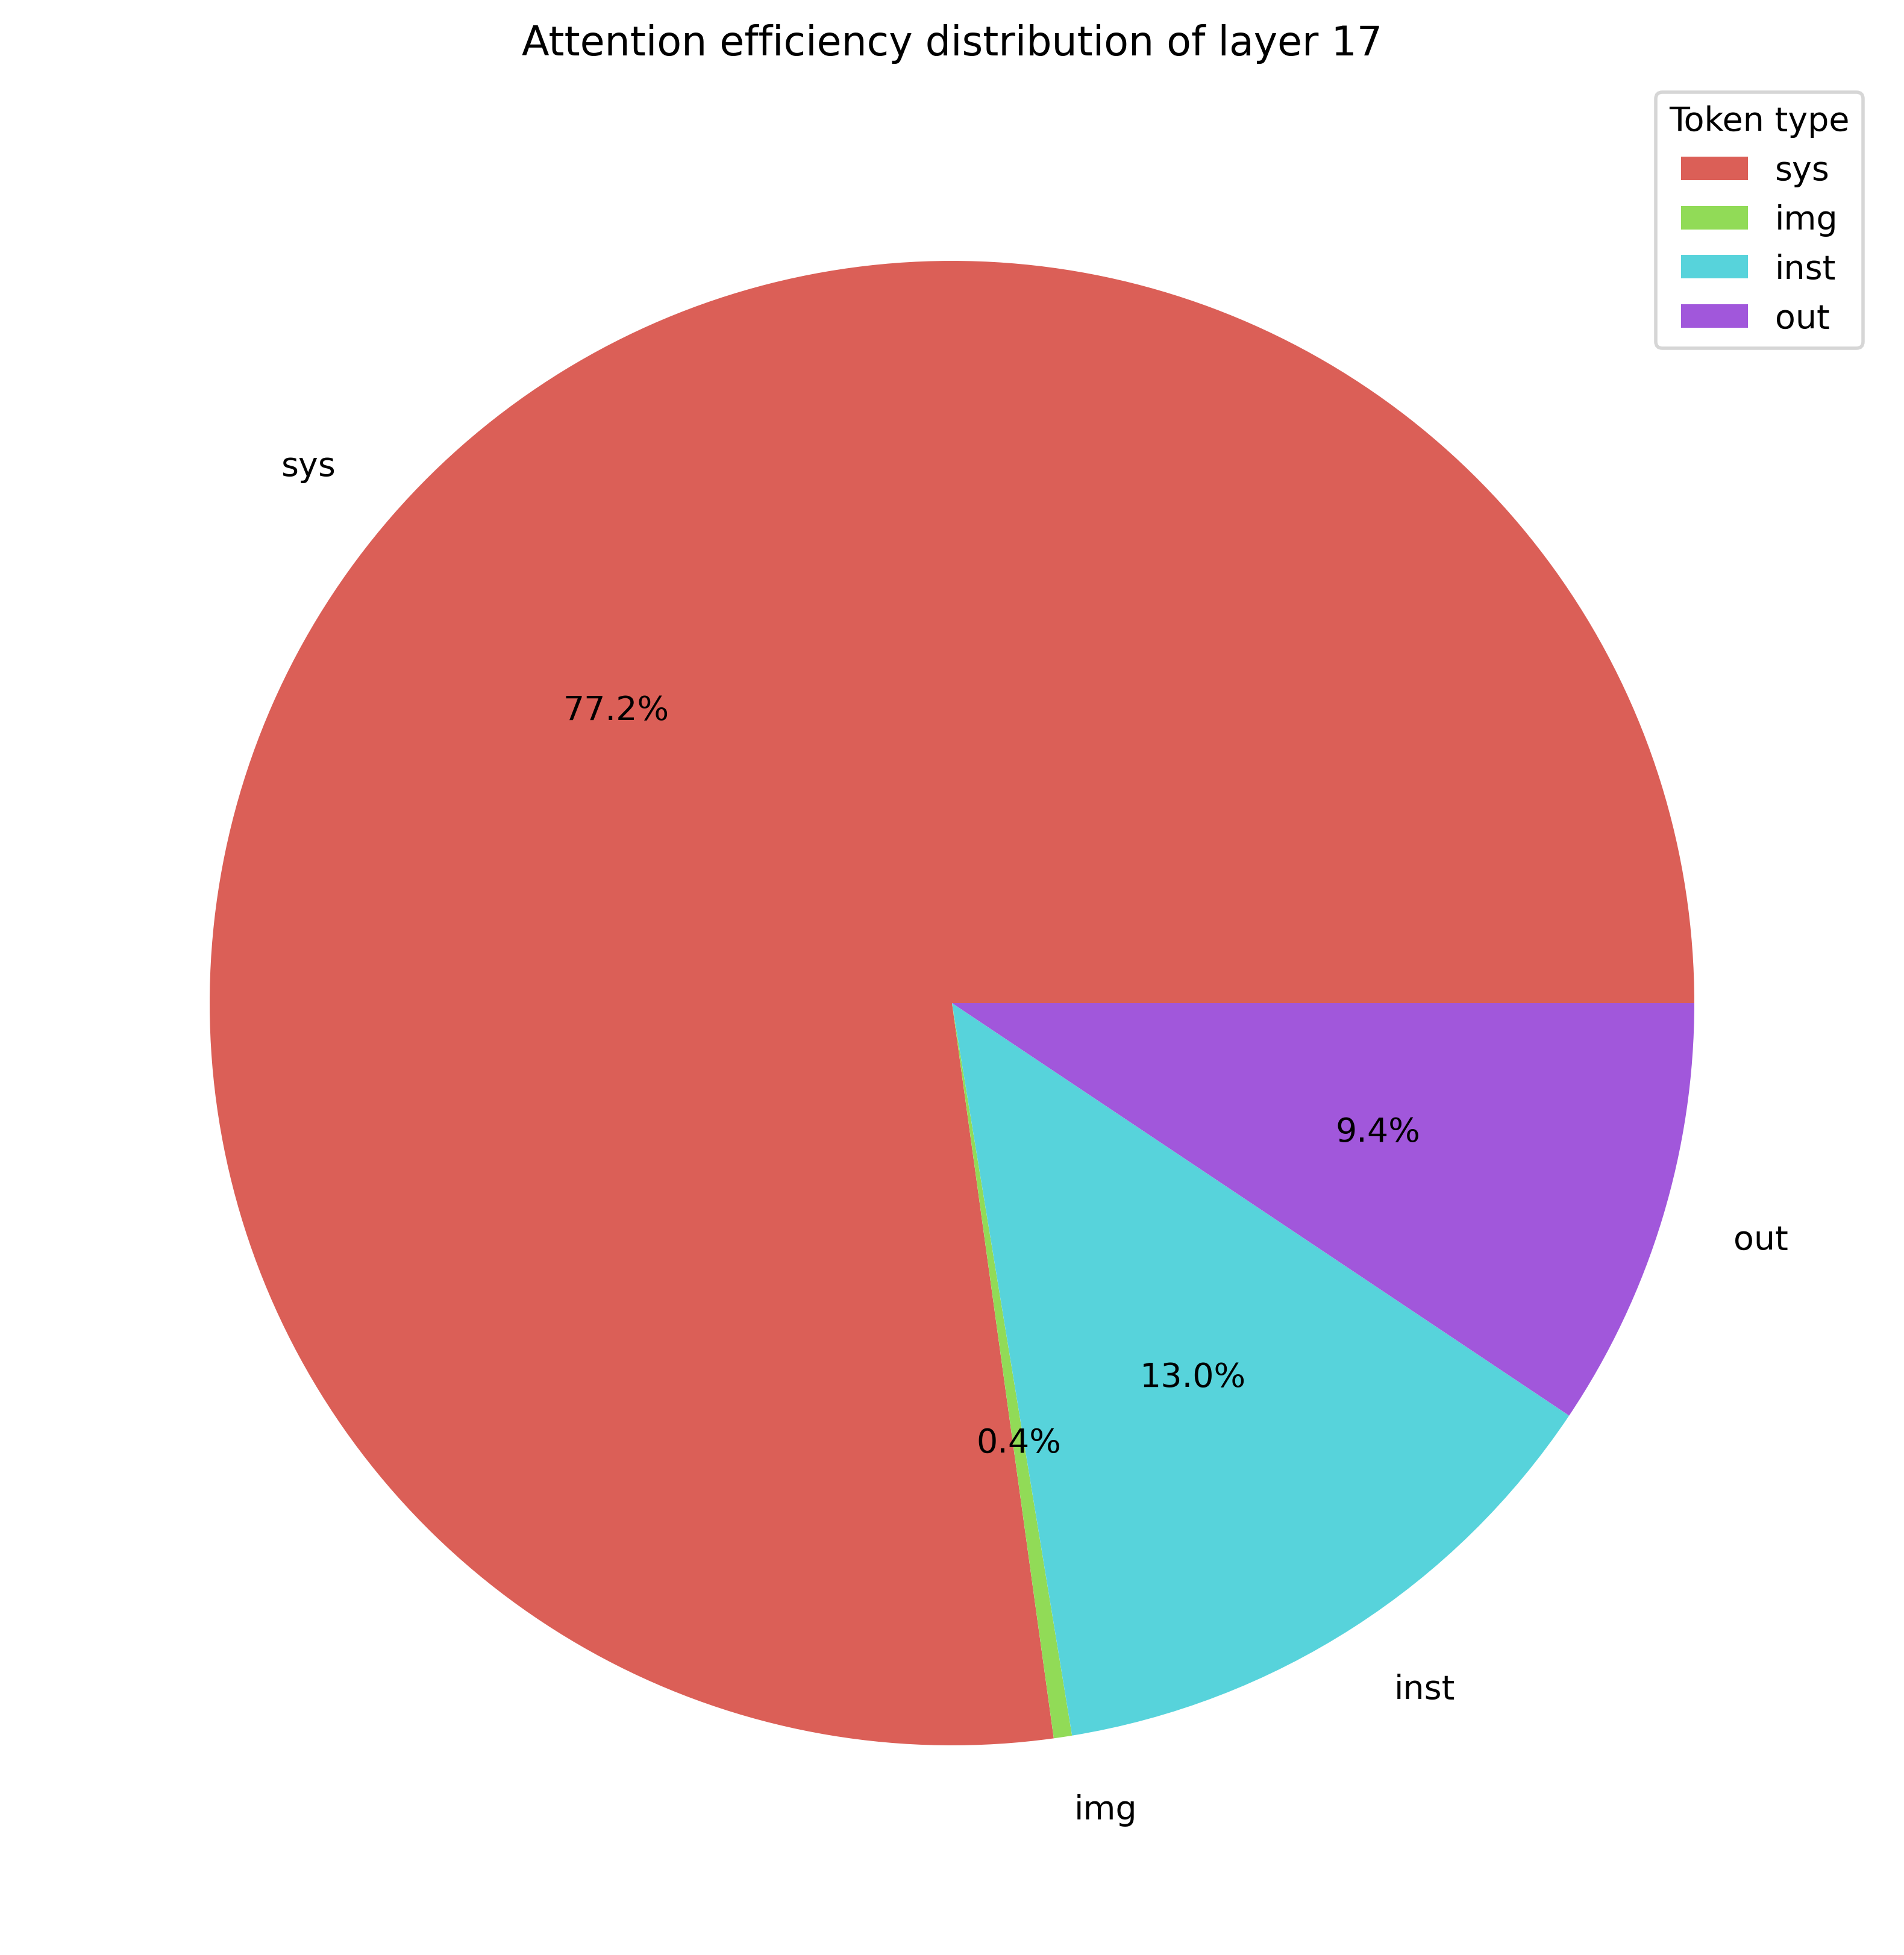 Attention efficiency distribution of layer 17
Token type
sys
img
inst
out
sys
77.2%
9.4%
out
13.0%
0.4%
inst
img